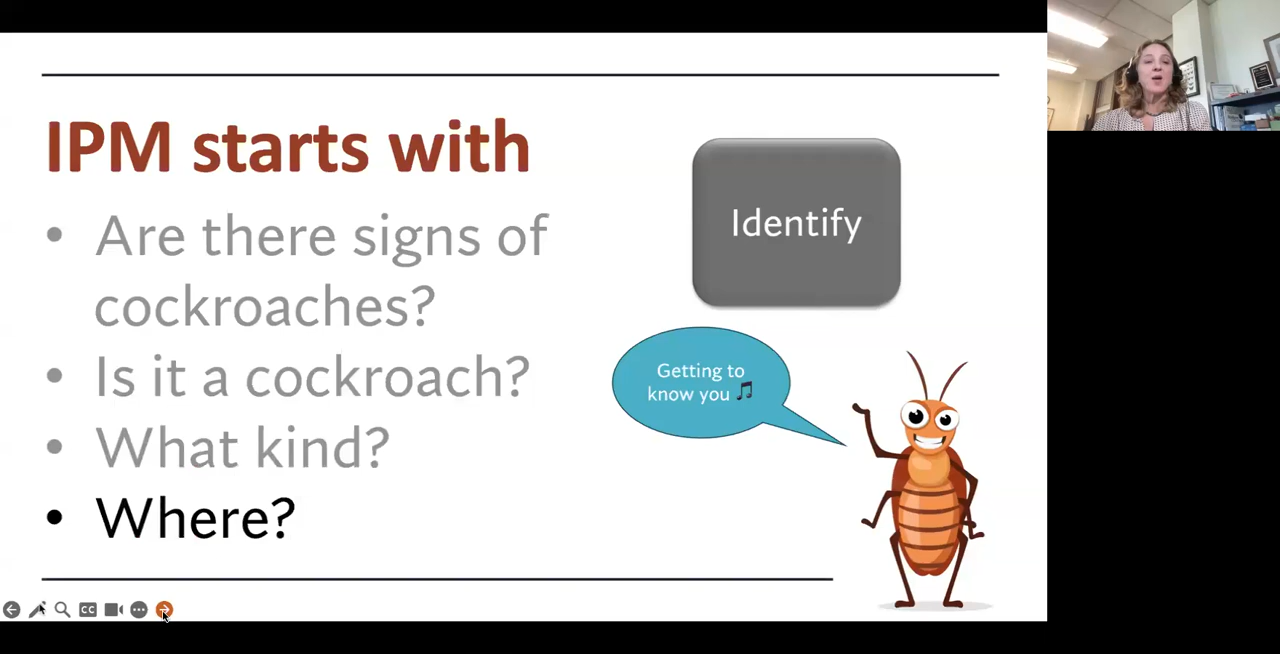 IPM starts with
• Are there signs of
cockroaches?
• Is it a cockroach?
• What kind?
• Where?
Identify
Getting to
know you 🎵
CC